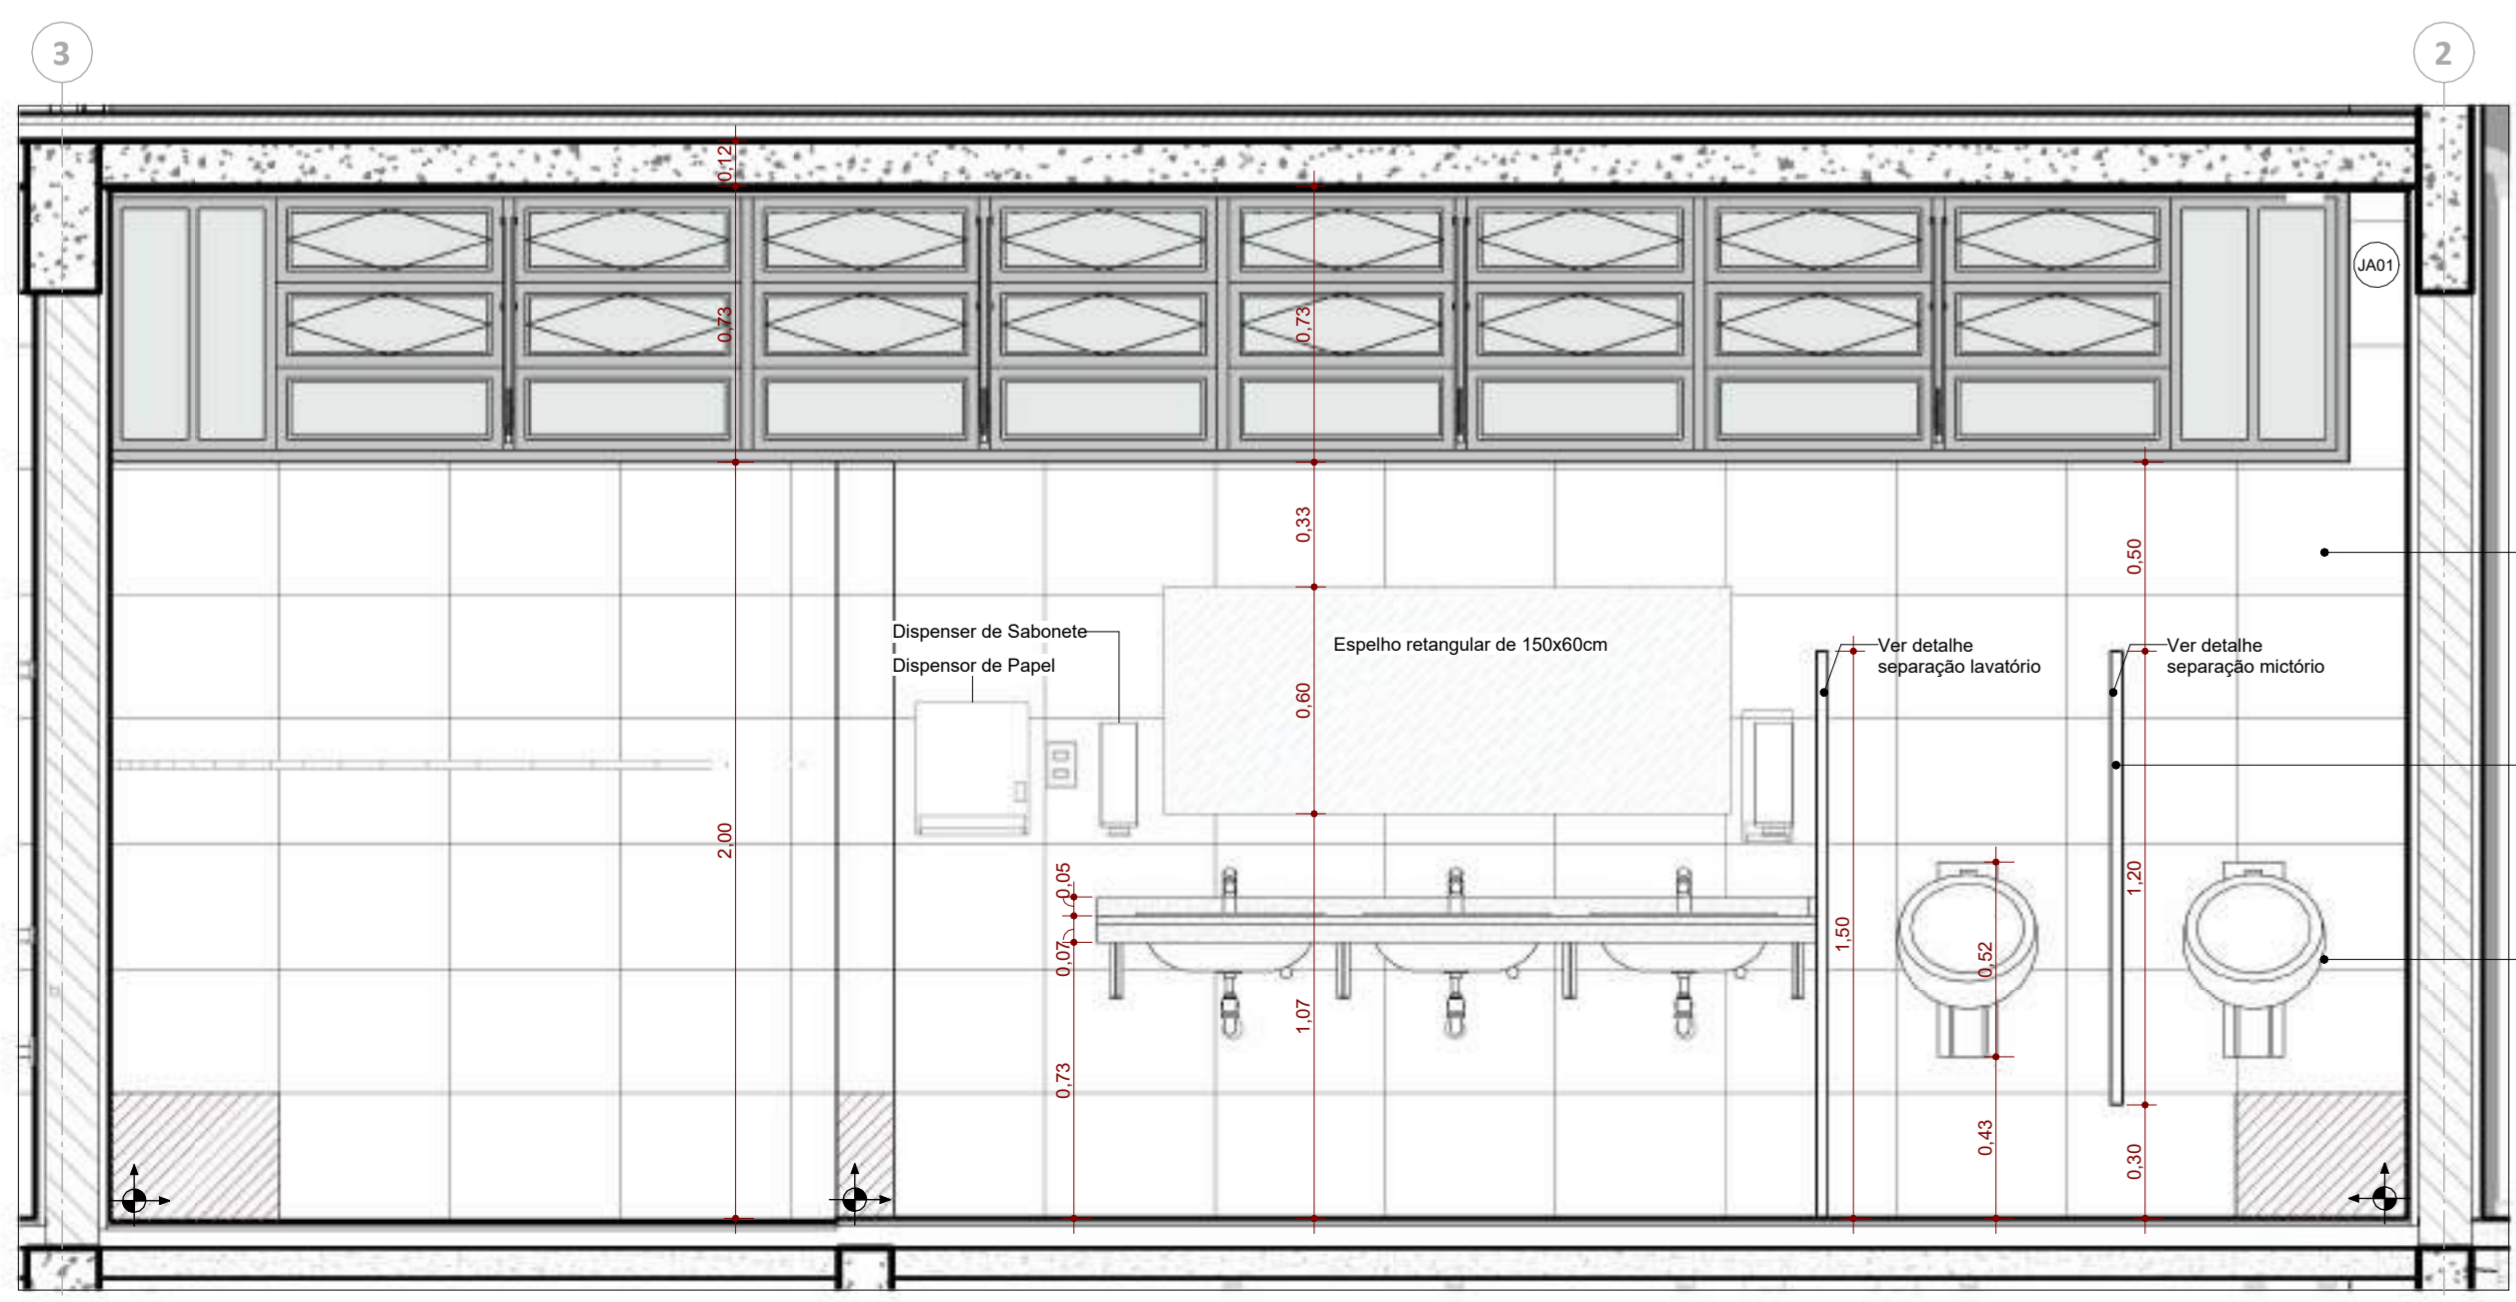 3
2
0,12
JA01
0,73
0,73
0,33
0,50
Dispenser de Sabonete
Dispensor de Papel
Espelho retangular de 150x60cm
Ver detalhe
separação lavatório
Ver detalhe
separação mictório
0,60
2,00
0,05
0,07
1,20
1,50
0,52
1,07
0,73
0,43
0,30